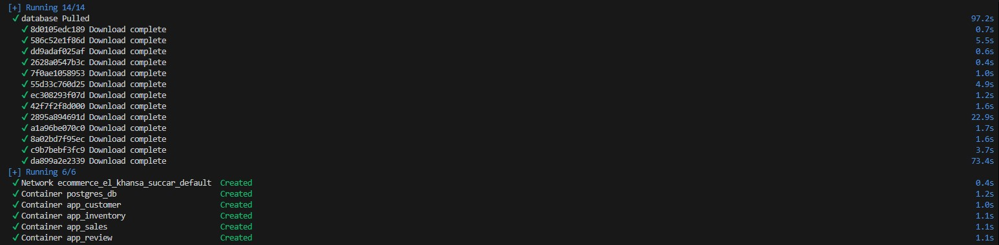 [+] Running 14/14
✓ database Pulled 97.2s
✓ 8d0105edc189 Download complete 0.7s
✓ 586c52e1f86d Download complete 5.5s
✓ dd9adaf025af Download complete 0.6s
✓ 2628a0547b3c Download complete 0.4s
✓ 7f0ae1058953 Download complete 1.0s
✓ 55d33c760d25 Download complete 4.9s
✓ ec308293f07d Download complete 1.2s
✓ 42f7f2f8d000 Download complete 1.6s
✓ 2895a894691d Download complete 22.9s
✓ a1a96be070c0 Download complete 1.7s
✓ 8a02bd7f95ec Download complete 1.6s
✓ c9b7bebf3fc9 Download complete 3.7s
✓ da899a2e2339 Download complete 73.4s
[+] Running 6/6
✓ Network ecommerce_el_khansa_succar_default Created 0.4s
✓ Container postgres_db Created 1.2s
✓ Container app_customer Created 1.0s
✓ Container app_inventory Created 1.1s
✓ Container app_sales Created 1.1s
✓ Container app_review Created 1.1s